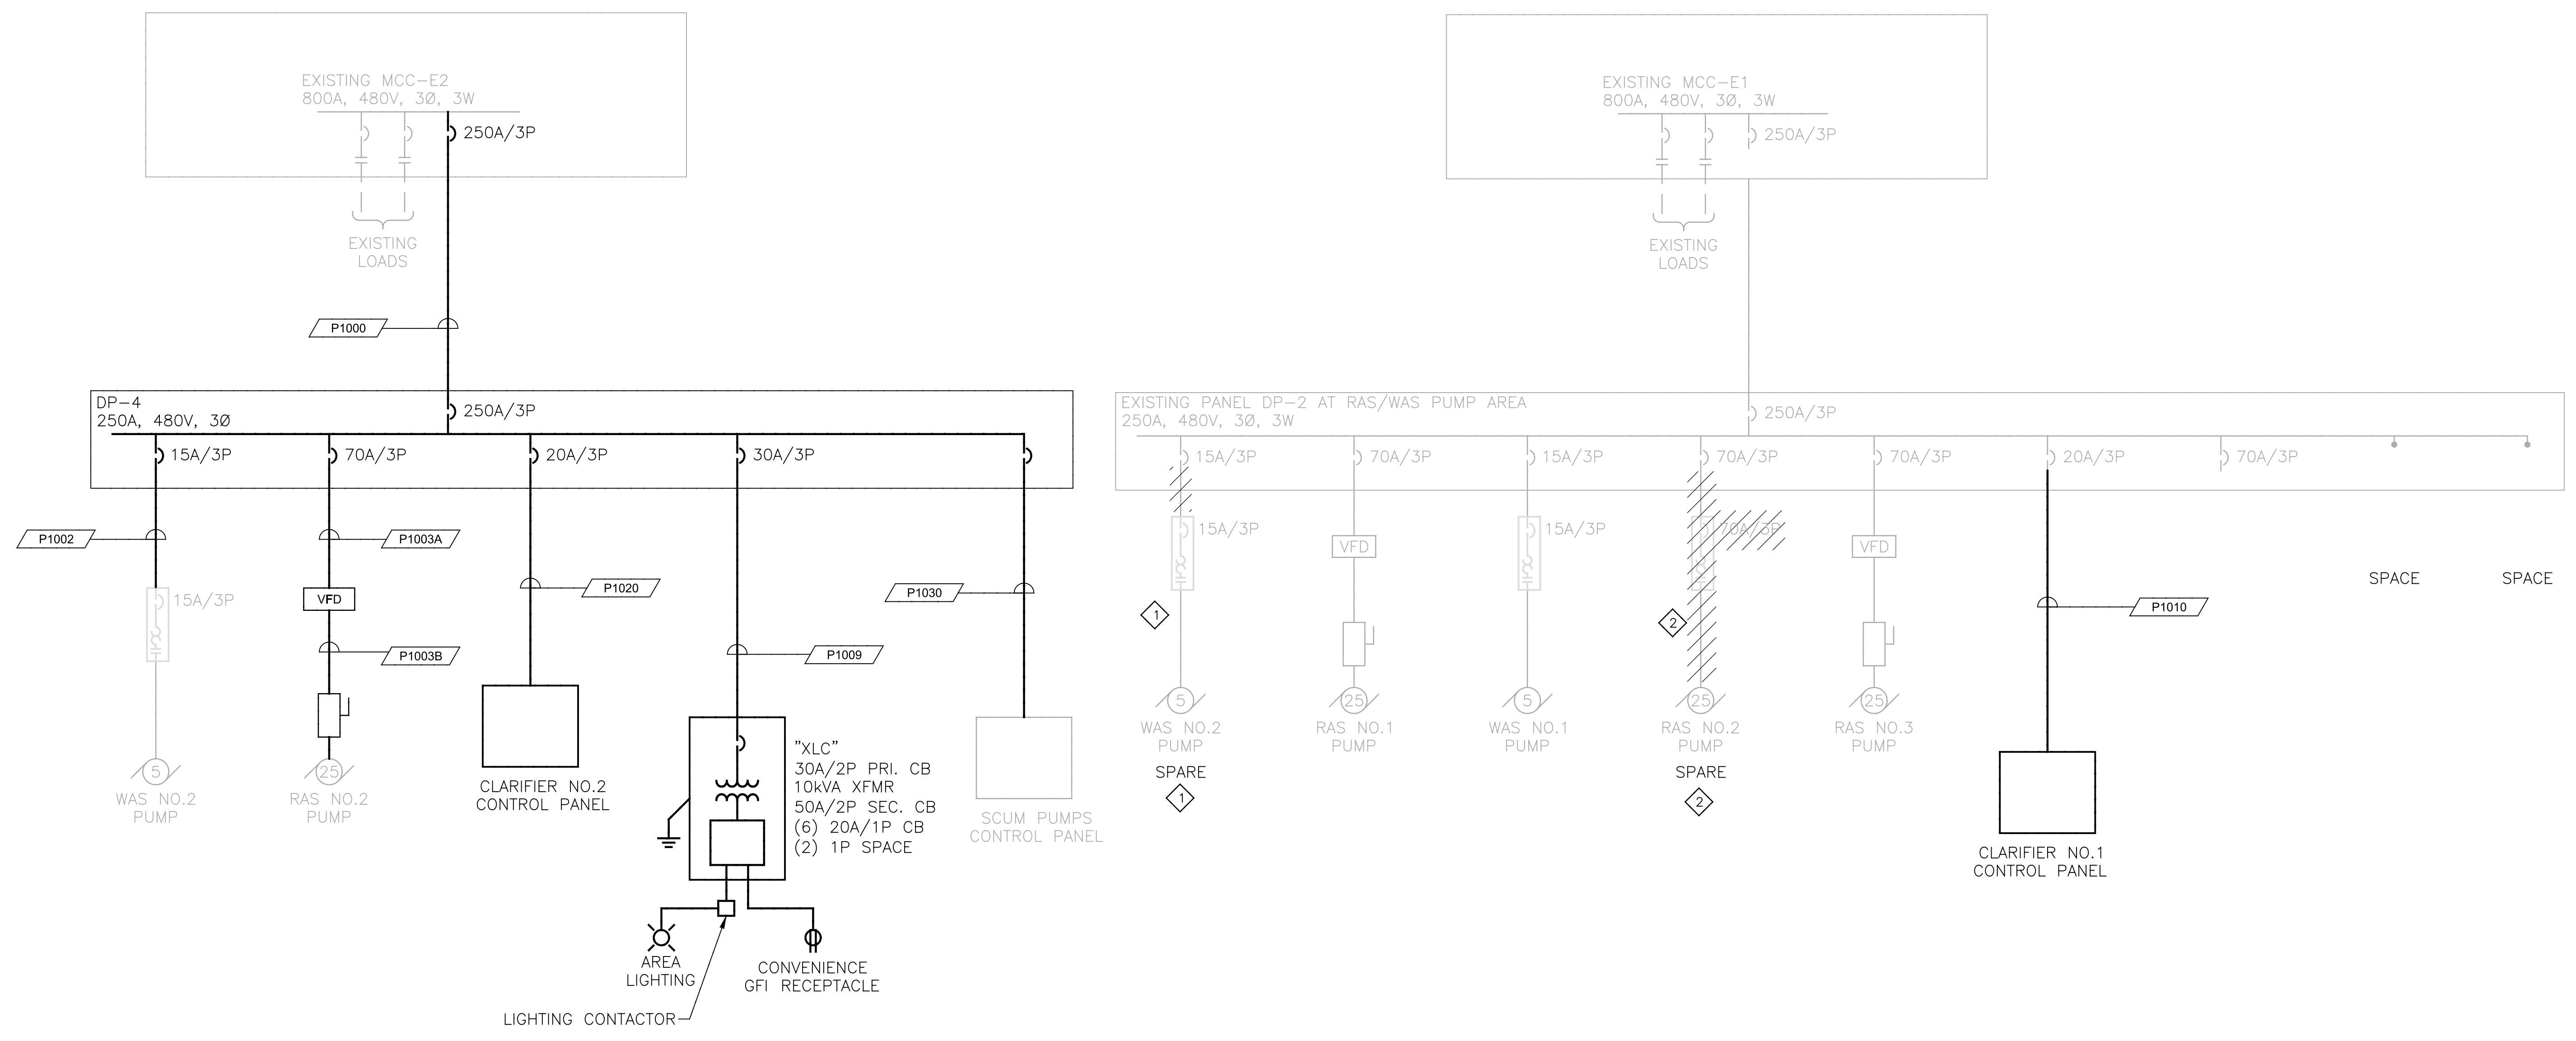 EXISTING MCC-E2
800A, 480V, 3Ø, 3W
250A/3P
EXISTING
LOADS
P1000
DP-4
250A, 480V, 3Ø
250A/3P
15A/3P
70A/3P
20A/3P
30A/3P
P1002
P1003A
P1020
P1030
15A/3P
VFD
P1003B
P1009
5
WAS NO.2
PUMP
25
RAS NO.2
PUMP
CLARIFIER NO.2
CONTROL PANEL
"XLC"
30A/2P PRI. CB
10kVA XFMR
50A/2P SEC. CB
(6) 20A/1P CB
(2) 1P SPACE
SCUM PUMPS
CONTROL PANEL
AREA
LIGHTING
CONVENIENCE
GFI RECEPTACLE
LIGHTING CONTACTOR
EXISTING MCC-E1
800A, 480V, 3Ø, 3W
250A/3P
EXISTING
LOADS
EXISTING PANEL DP-2 AT RAS/WAS PUMP AREA
250A, 480V, 3Ø, 3W
250A/3P
15A/3P
70A/3P
15A/3P
70A/3P
70A/3P
20A/3P
70A/3P
15A/3P
VFD
15A/3P
70A/3P
VFD
SPACE
SPACE
1
2
P1010
5
WAS NO.2
PUMP
SPARE
1
25
RAS NO.1
PUMP
5
WAS NO.1
PUMP
25
RAS NO.2
PUMP
SPARE
2
25
RAS NO.3
PUMP
CLARIFIER NO.1
CONTROL PANEL